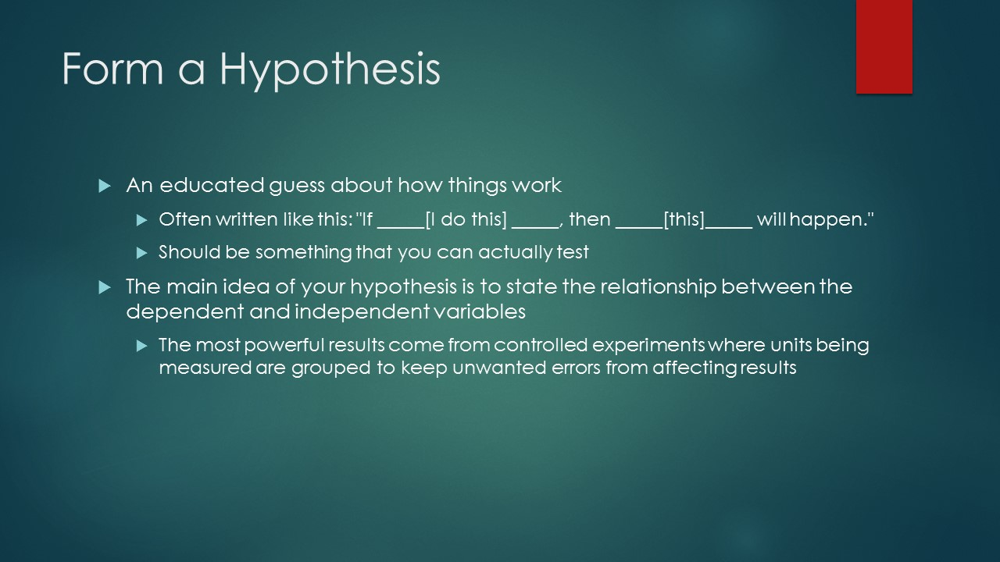 Form a Hypothesis
An educated guess about how things work
Often written like this: "If _____[I do this] _____, then _____[this]_____ will happen."
Should be something that you can actually test
The main idea of your hypothesis is to state the relationship between the
dependent and independent variables
The most powerful results come from controlled experiments where units being
measured are grouped to keep unwanted errors from affecting results